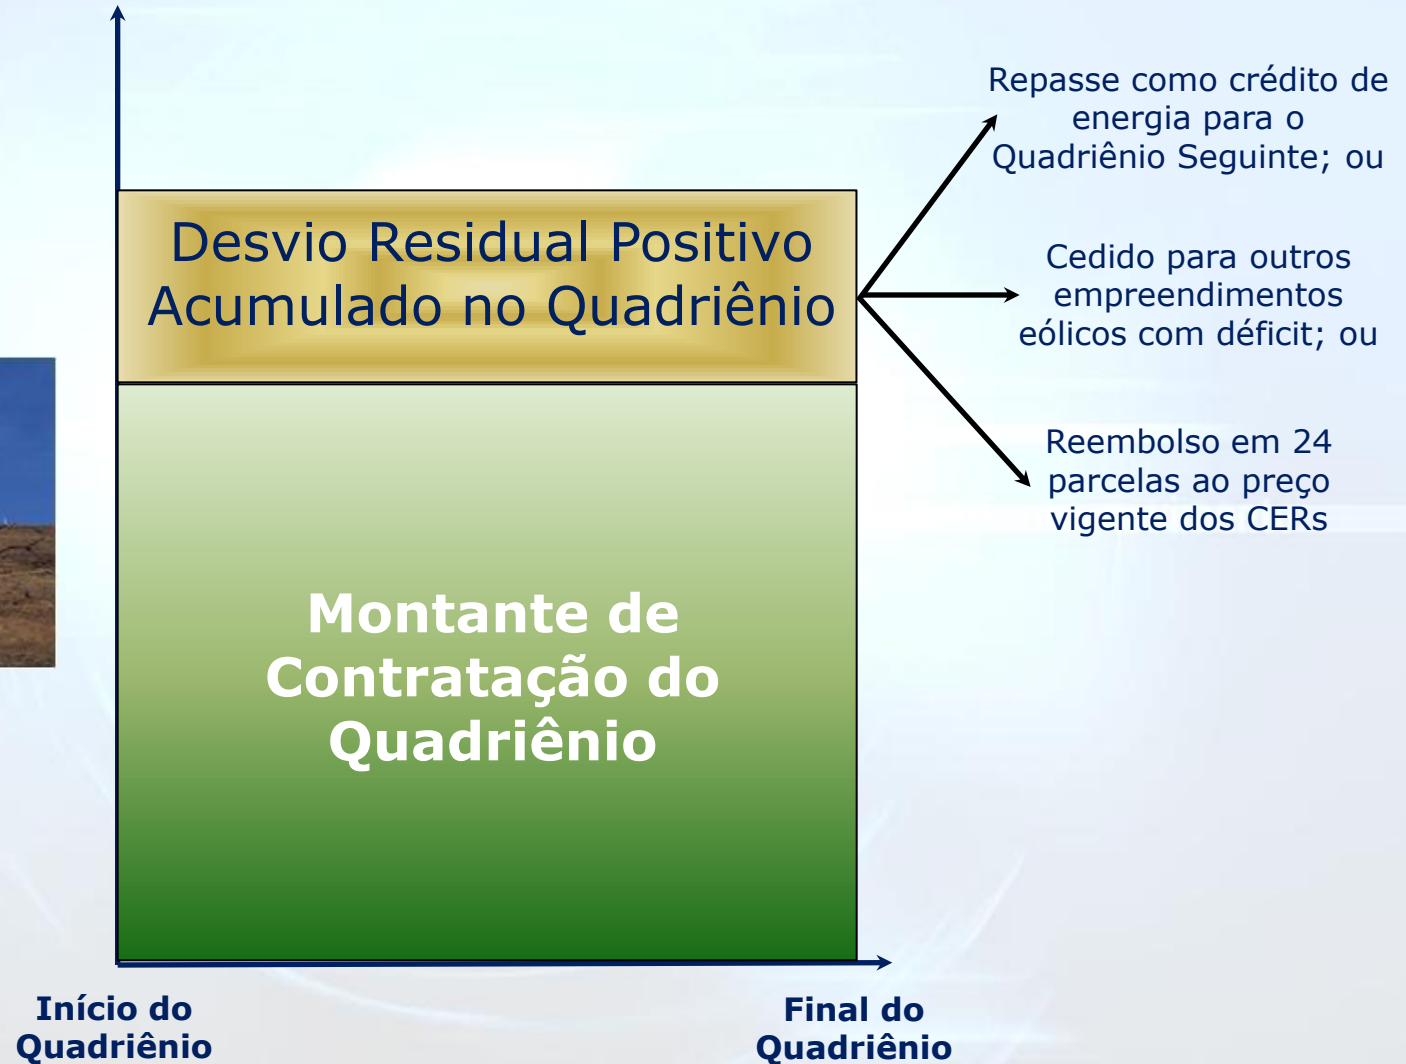 Repasse como crédito de
energia para o
Quadriênio Seguinte; ou
Desvio Residual Positivo
Acumulado no Quadriênio
Cedido para outros
empreendimentos
eólicos com déficit; ou
Reembolso em 24
parcelas ao preço
vigente dos CERs
Montante de
Contratação do
Quadriênio
Início do
Quadriênio
Final do
Quadriênio